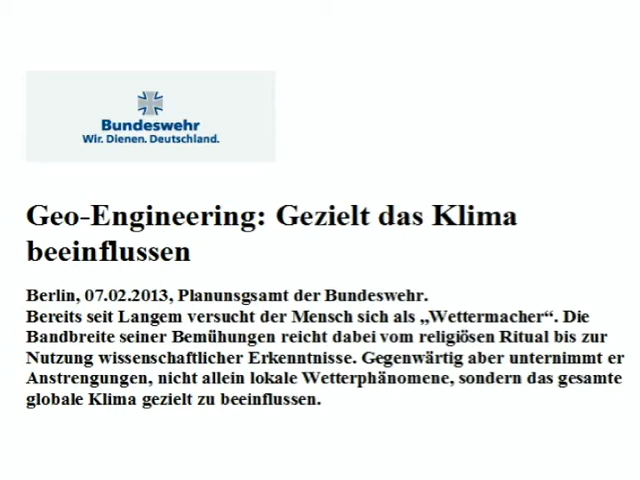 Bundeswehr
Wir. Dienen. Deutschland.
Geo-Engineering: Gezielt das Klima
beeinflussen
Berlin, 07.02.2013, Planunsgsamt der Bundeswehr.
Bereits seit Langem versucht der Mensch sich als „Wettermacher“. Die
Bandbreite seiner Bemühungen reicht dabei vom religiösen Ritual bis zur
Nutzung wissenschaftlicher Erkenntnisse. Gegenwärtig aber unternimmt er
Anstrengungen, nicht allein lokale Wetterphänomene, sondern das gesamte
globale Klima gezielt zu beeinflussen.